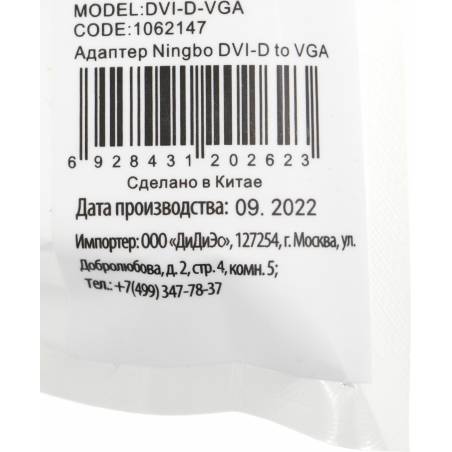 MODEL:DVI-D-VGA
CODE:1062147
Адаптер Ningbo DVI-D to VGA
6 928431 202623
Сделано в Китае
Дата производства: 09. 2022
Импортер: ООО «ДиДиЭс», 127254, г. Москва, ул.
Добролюбова, д. 2, стр. 4, комн. 5;
Тел.: +7(499) 347-78-37